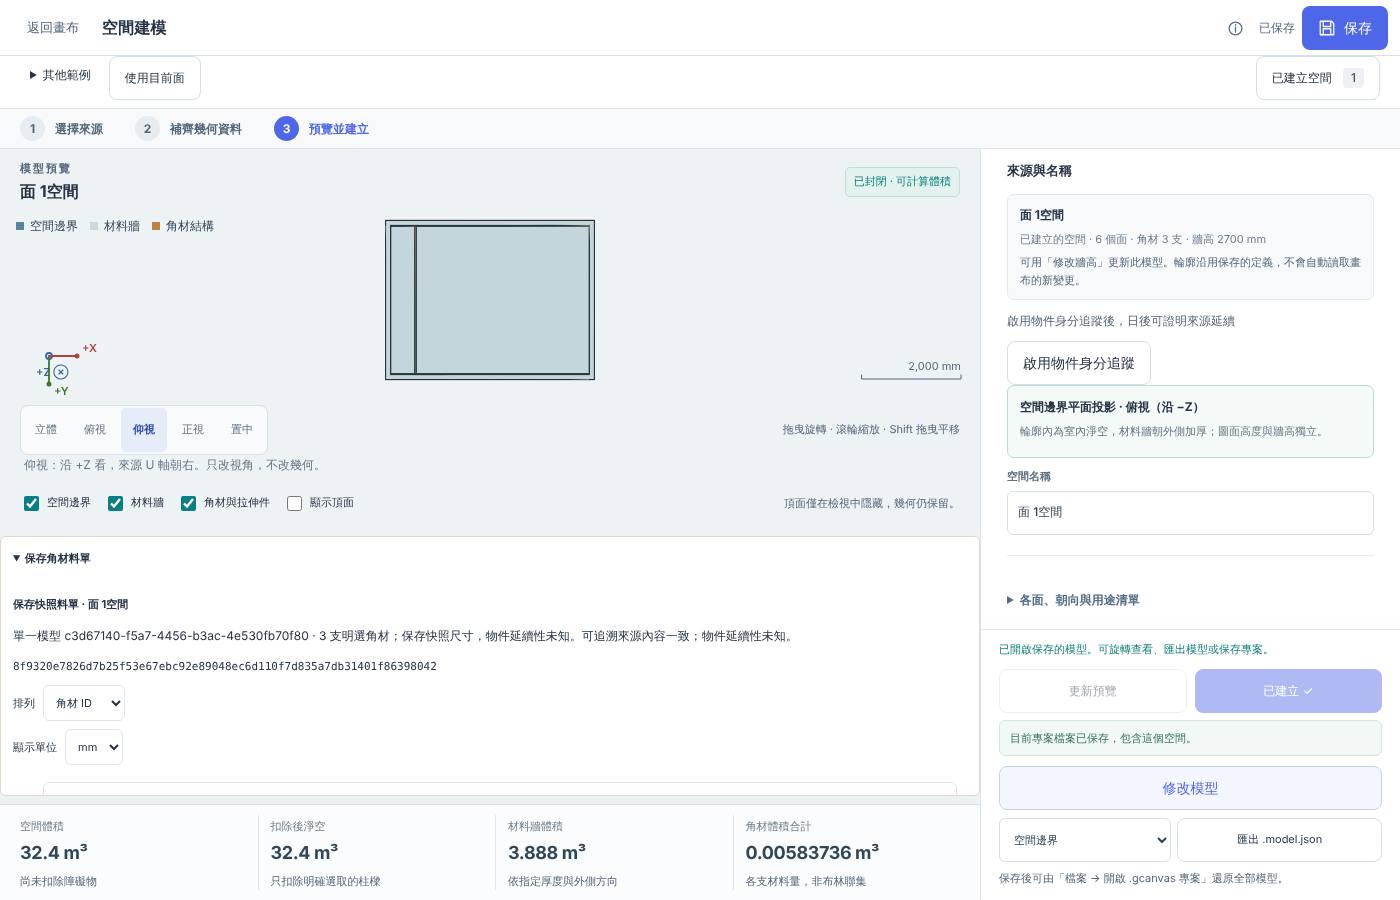 返回畫布
空間建模
已保存
保存
其他範例
使用目前面
已建立空間 1
1 選擇來源
2 補齊幾何資料
3 預覽並建立
模型預覽
面 1空間
已封閉 · 可計算體積
空間邊界
材料牆
角材結構
+X
+Z
+Y
2,000 mm
立體
俯視
仰視
正視
置中
拖曳旋轉 · 滾輪縮放 · Shift 拖曳平移
仰視：沿 +Z 看，來源 U 軸朝右。只改視角，不改幾何。
空間邊界
材料牆
角材與拉伸件
顯示頂面
頂面僅在檢視中隱藏，幾何仍保留。
保存角材料單
保存快照料單 · 面 1空間
單一模型 c3d67140-f5a7-4456-b3ac-4e530fb70f80 · 3 支明選角材；保存快照尺寸，物件延續性未知。可追溯來源內容一致；物件延續性未知。
8f9320e7826d7b25f53e67ebc92e89048ec6d110f7d835a7db31401f86398042
排列 角材 ID
顯示單位 mm
空間體積
32.4 m³
尚未扣除障礙物
扣除後淨空
32.4 m³
只扣除明確選取的柱樑
材料牆體積
3.888 m³
依指定厚度與外側方向
角材體積合計
0.00583736 m³
各支材料量，非布林聯集
來源與名稱
面 1空間
已建立的空間 · 6 個面 · 角材 3 支 · 牆高 2700 mm
可用「修改牆高」更新此模型。輪廓沿用保存的定義，不會自動讀取畫
布的新變更。
啟用物件身分追蹤後，日後可證明來源延續
啟用物件身分追蹤
空間邊界平面投影 · 俯視（沿 −Z）
輪廓內為室內淨空，材料牆朝外側加厚；圖面高度與牆高獨立。
空間名稱
面 1空間
各面、朝向與用途清單
已開啟保存的模型。可旋轉查看、匯出模型或保存專案。
更新預覽
已建立 ✓
目前專案檔案已保存，包含這個空間。
修改模型
空間邊界
匯出 .model.json
保存後可由「檔案 → 開啟 .gcanvas 專案」還原全部模型。